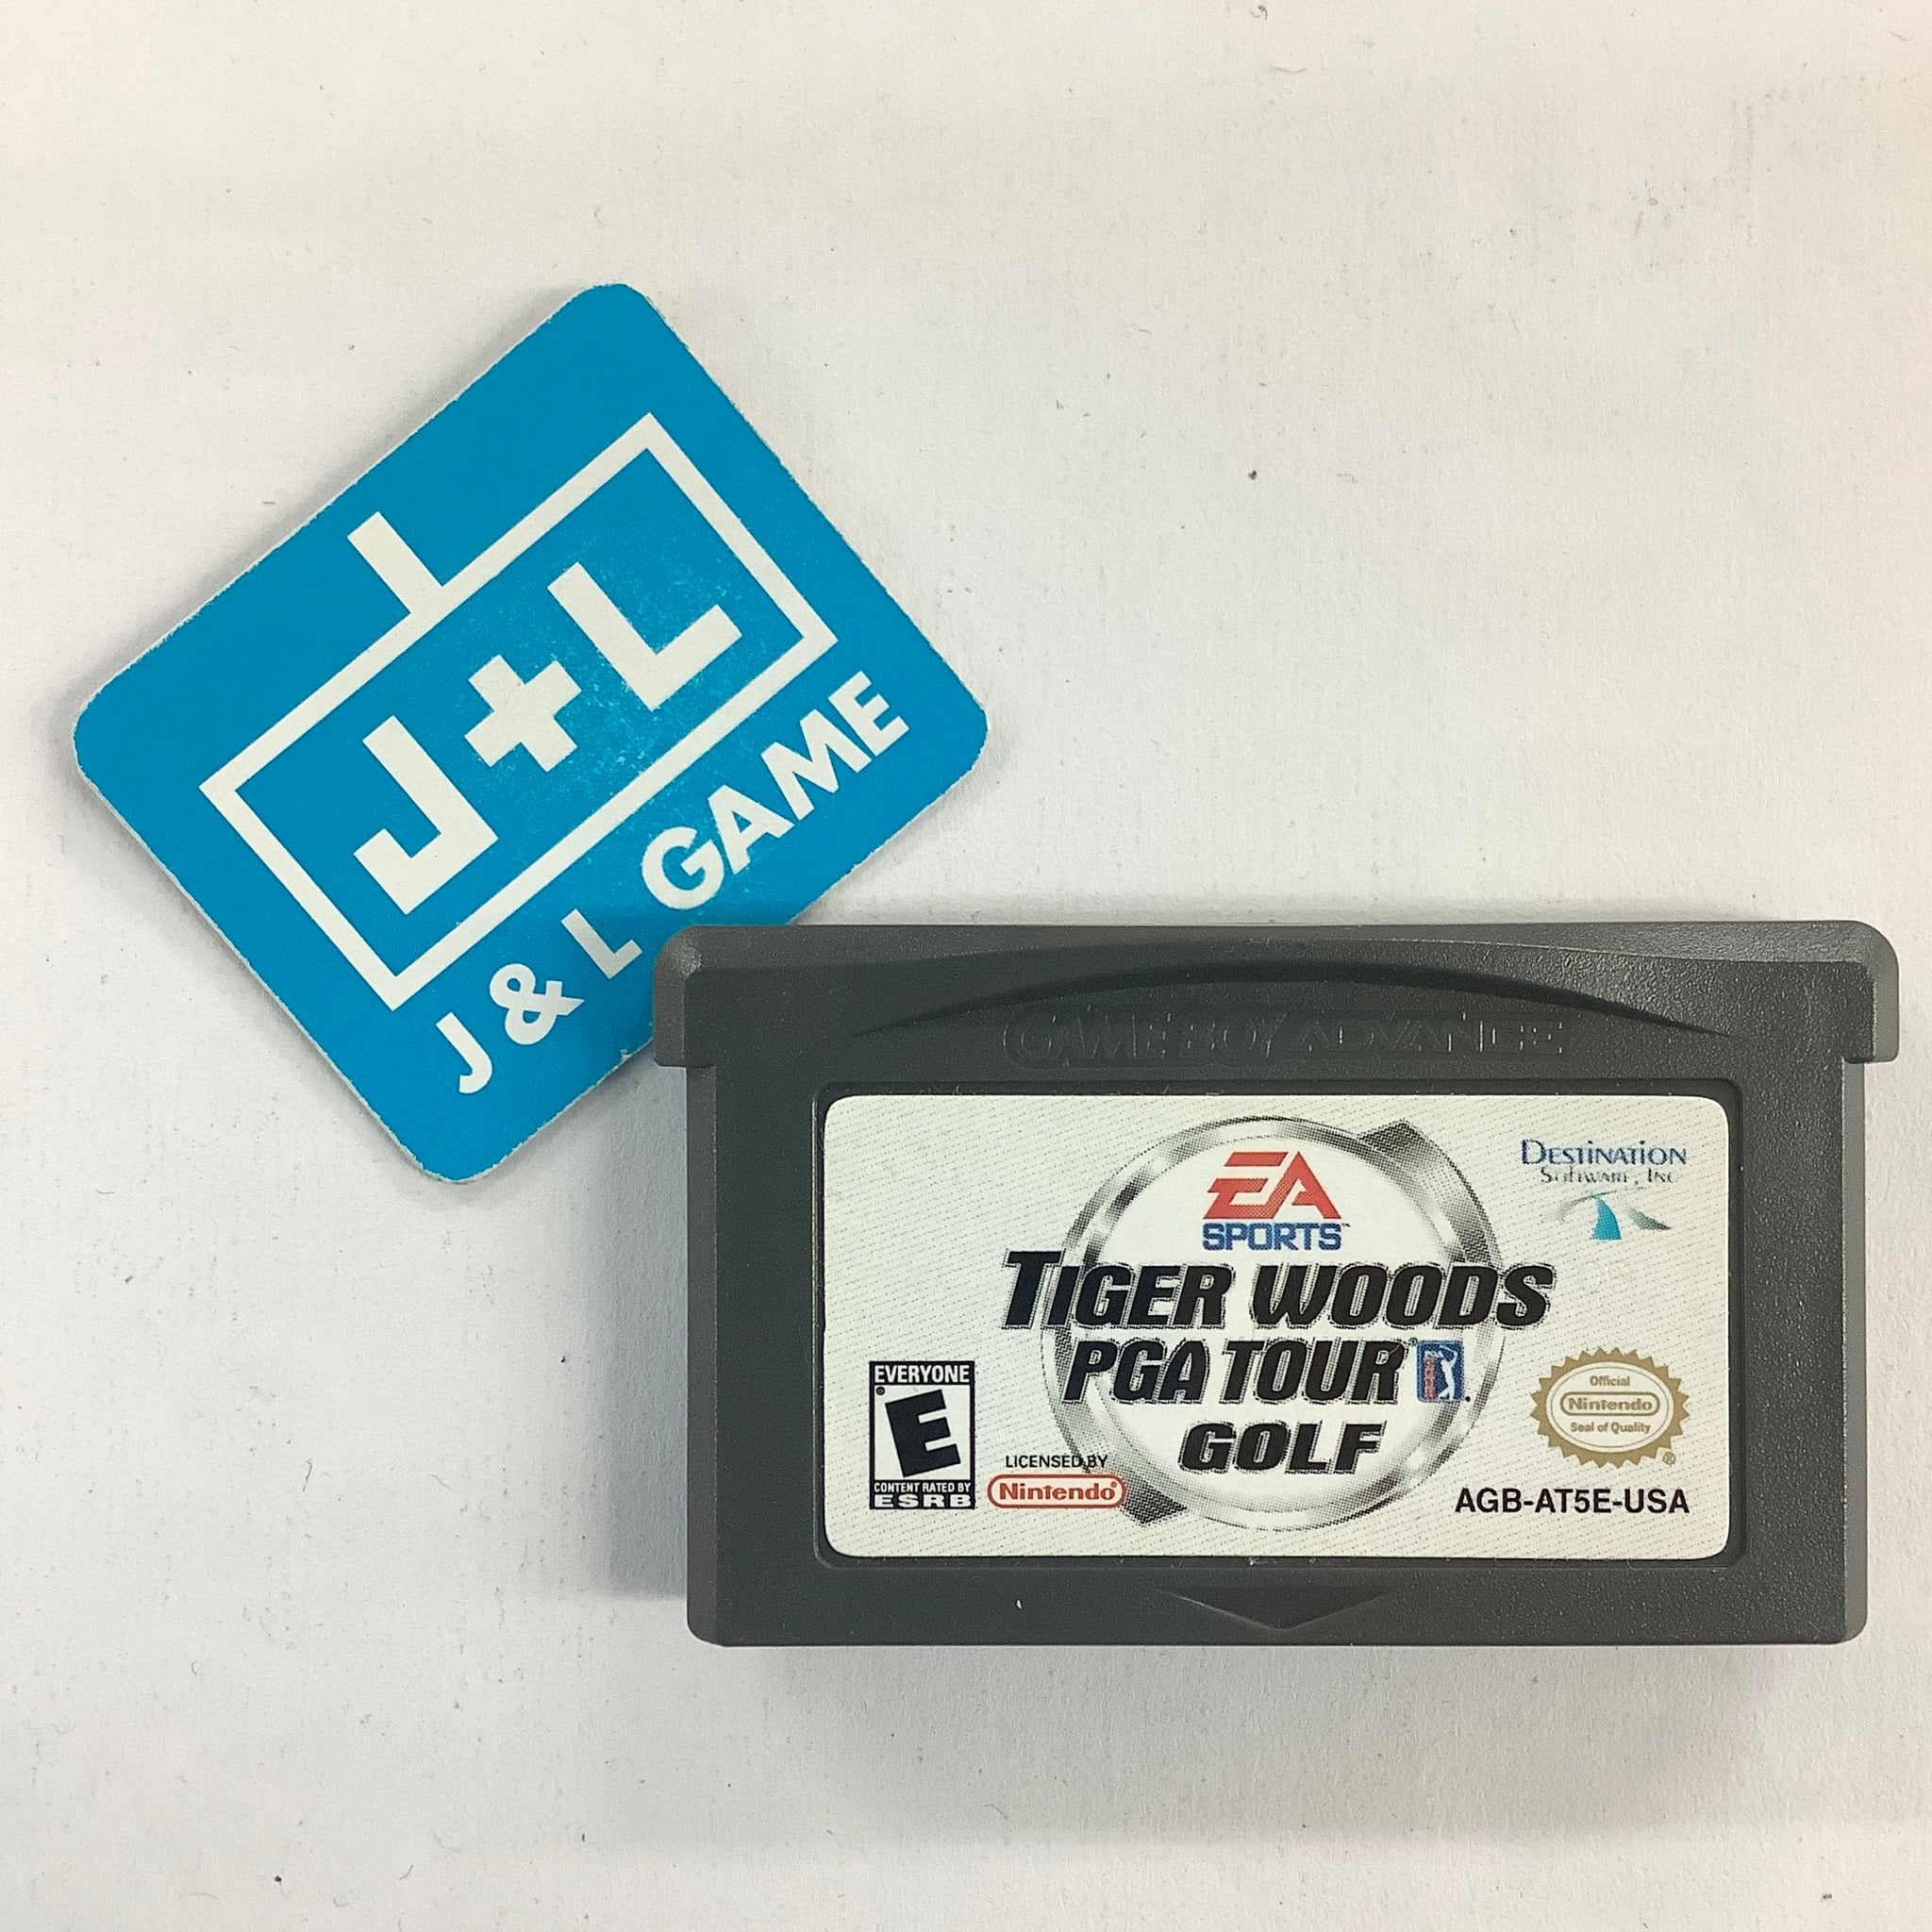 J+L
J & L GAME
GAME BOY ADVANCE
EA
SPORTS™
DESTINATION
SOFTWARE, INC
TIGER WOODS
PGA TOUR
GOLF
EVERYONE
E
CONTENT RATED BY
ESRB
LICENSED BY
Nintendo®
Official
Nintendo
Seal of Quality
®
AGB-AT5E-USA